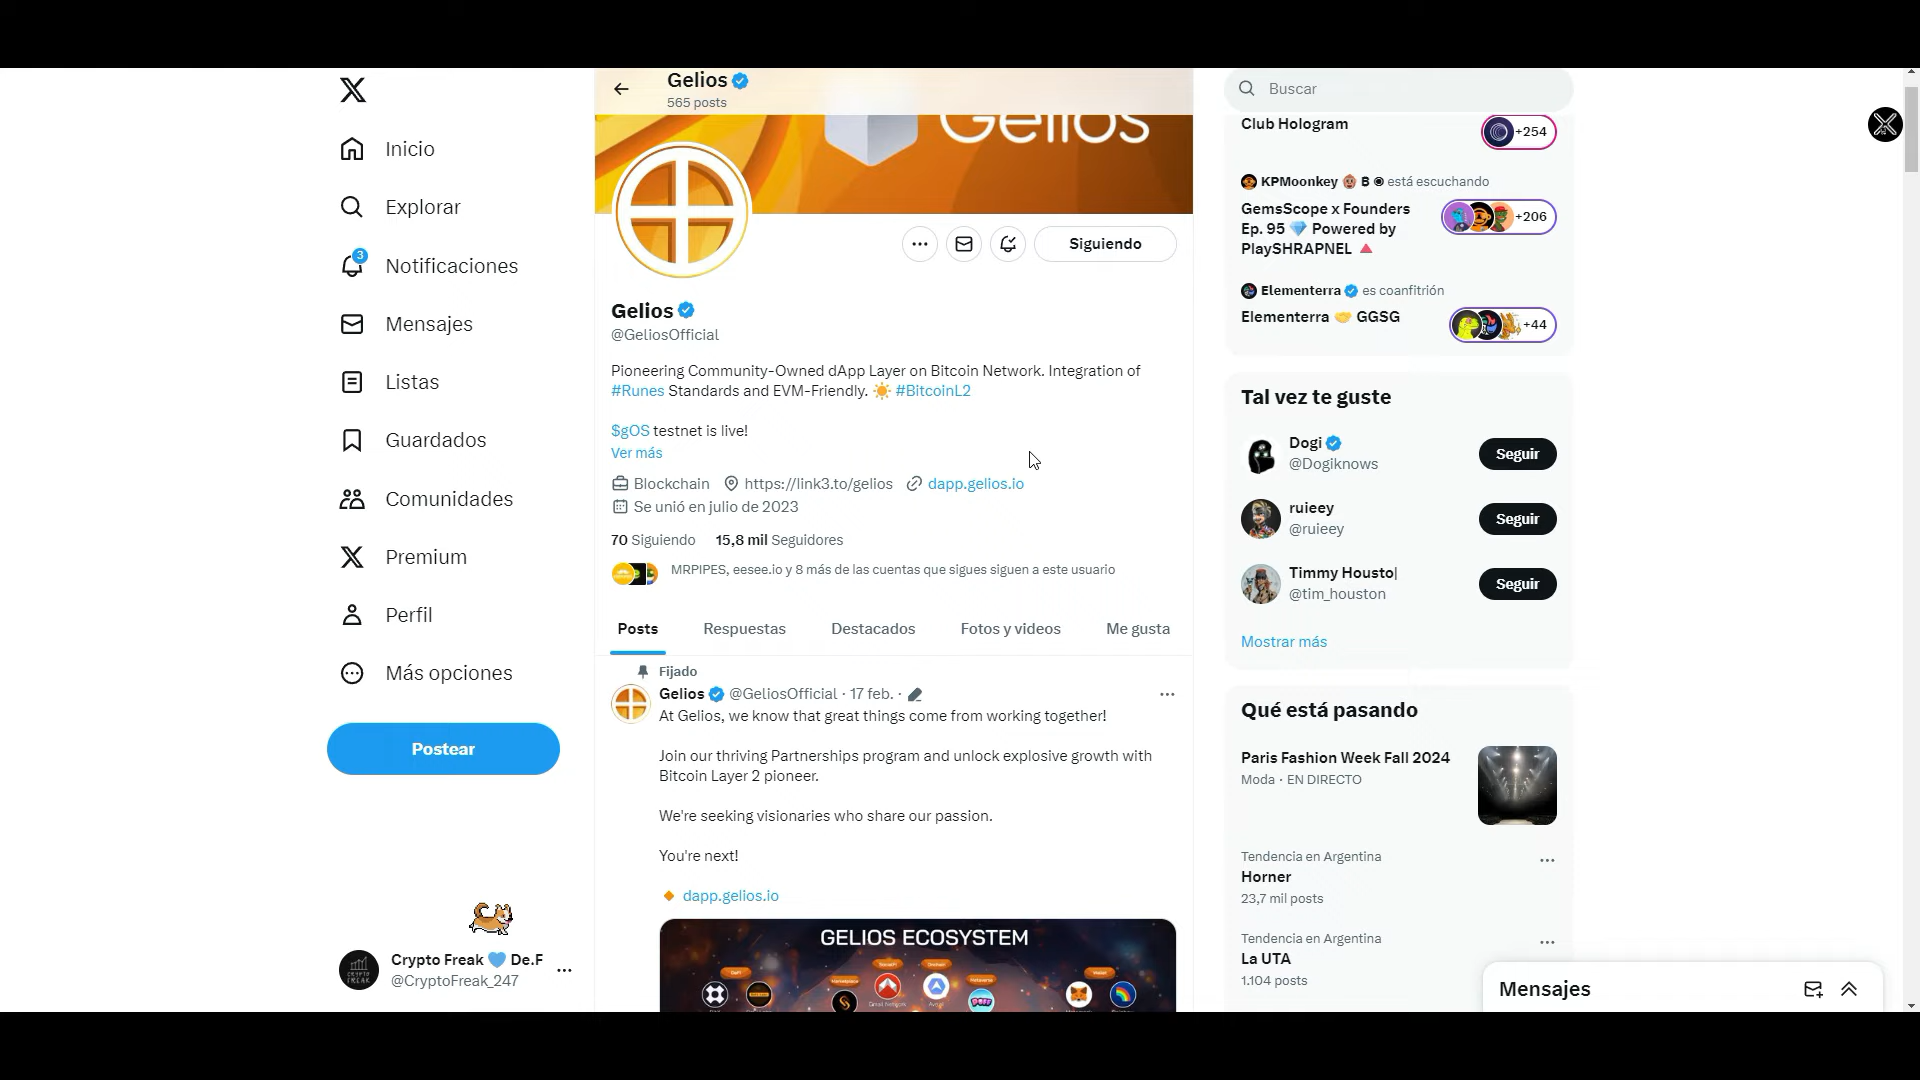 Inicio
Explorar
3
Notificaciones
Mensajes
Listas
Guardados
Comunidades
Premium
Perfil
Más opciones
Postear
Crypto Freak 💙 De.F
@CryptoFreak_247
Gelios
565 posts
Gelios
Siguiendo
Gelios
@GeliosOfficial
Pioneering Community-Owned dApp Layer on Bitcoin Network. Integration of
#Runes Standards and EVM-Friendly. ☀️ #BitcoinL2
$gOS testnet is live!
Ver más
Blockchain https://link3.to/gelios dapp.gelios.io
Se unió en julio de 2023
70 Siguiendo 15,8 mil Seguidores
MRPIPES, eesee.io y 8 más de las cuentas que sigues siguen a este usuario
Posts Respuestas Destacados Fotos y videos Me gusta
Fijado
Gelios @GeliosOfficial · 17 feb. ·
At Gelios, we know that great things come from working together!
Join our thriving Partnerships program and unlock explosive growth with
Bitcoin Layer 2 pioneer.
We're seeking visionaries who share our passion.
You're next!
🔸 dapp.gelios.io
GELIOS ECOSYSTEM
Buscar
Club Hologram
+254
KPMoonkey 🐵 ₿ ◉ está escuchando
GemsScope x Founders
Ep. 95 💎 Powered by
PlaySHRAPNEL 🔺
+206
Elementerra es coanfitrión
Elementerra 🤝 GGSG
+44
Tal vez te guste
Dogi
@Dogiknows
Seguir
ruieey
@ruieey
Seguir
Timmy Housto|
@tim_houston
Seguir
Mostrar más
Qué está pasando
Paris Fashion Week Fall 2024
Moda · EN DIRECTO
Tendencia en Argentina
Horner
23,7 mil posts
Tendencia en Argentina
La UTA
1.104 posts
Mensajes